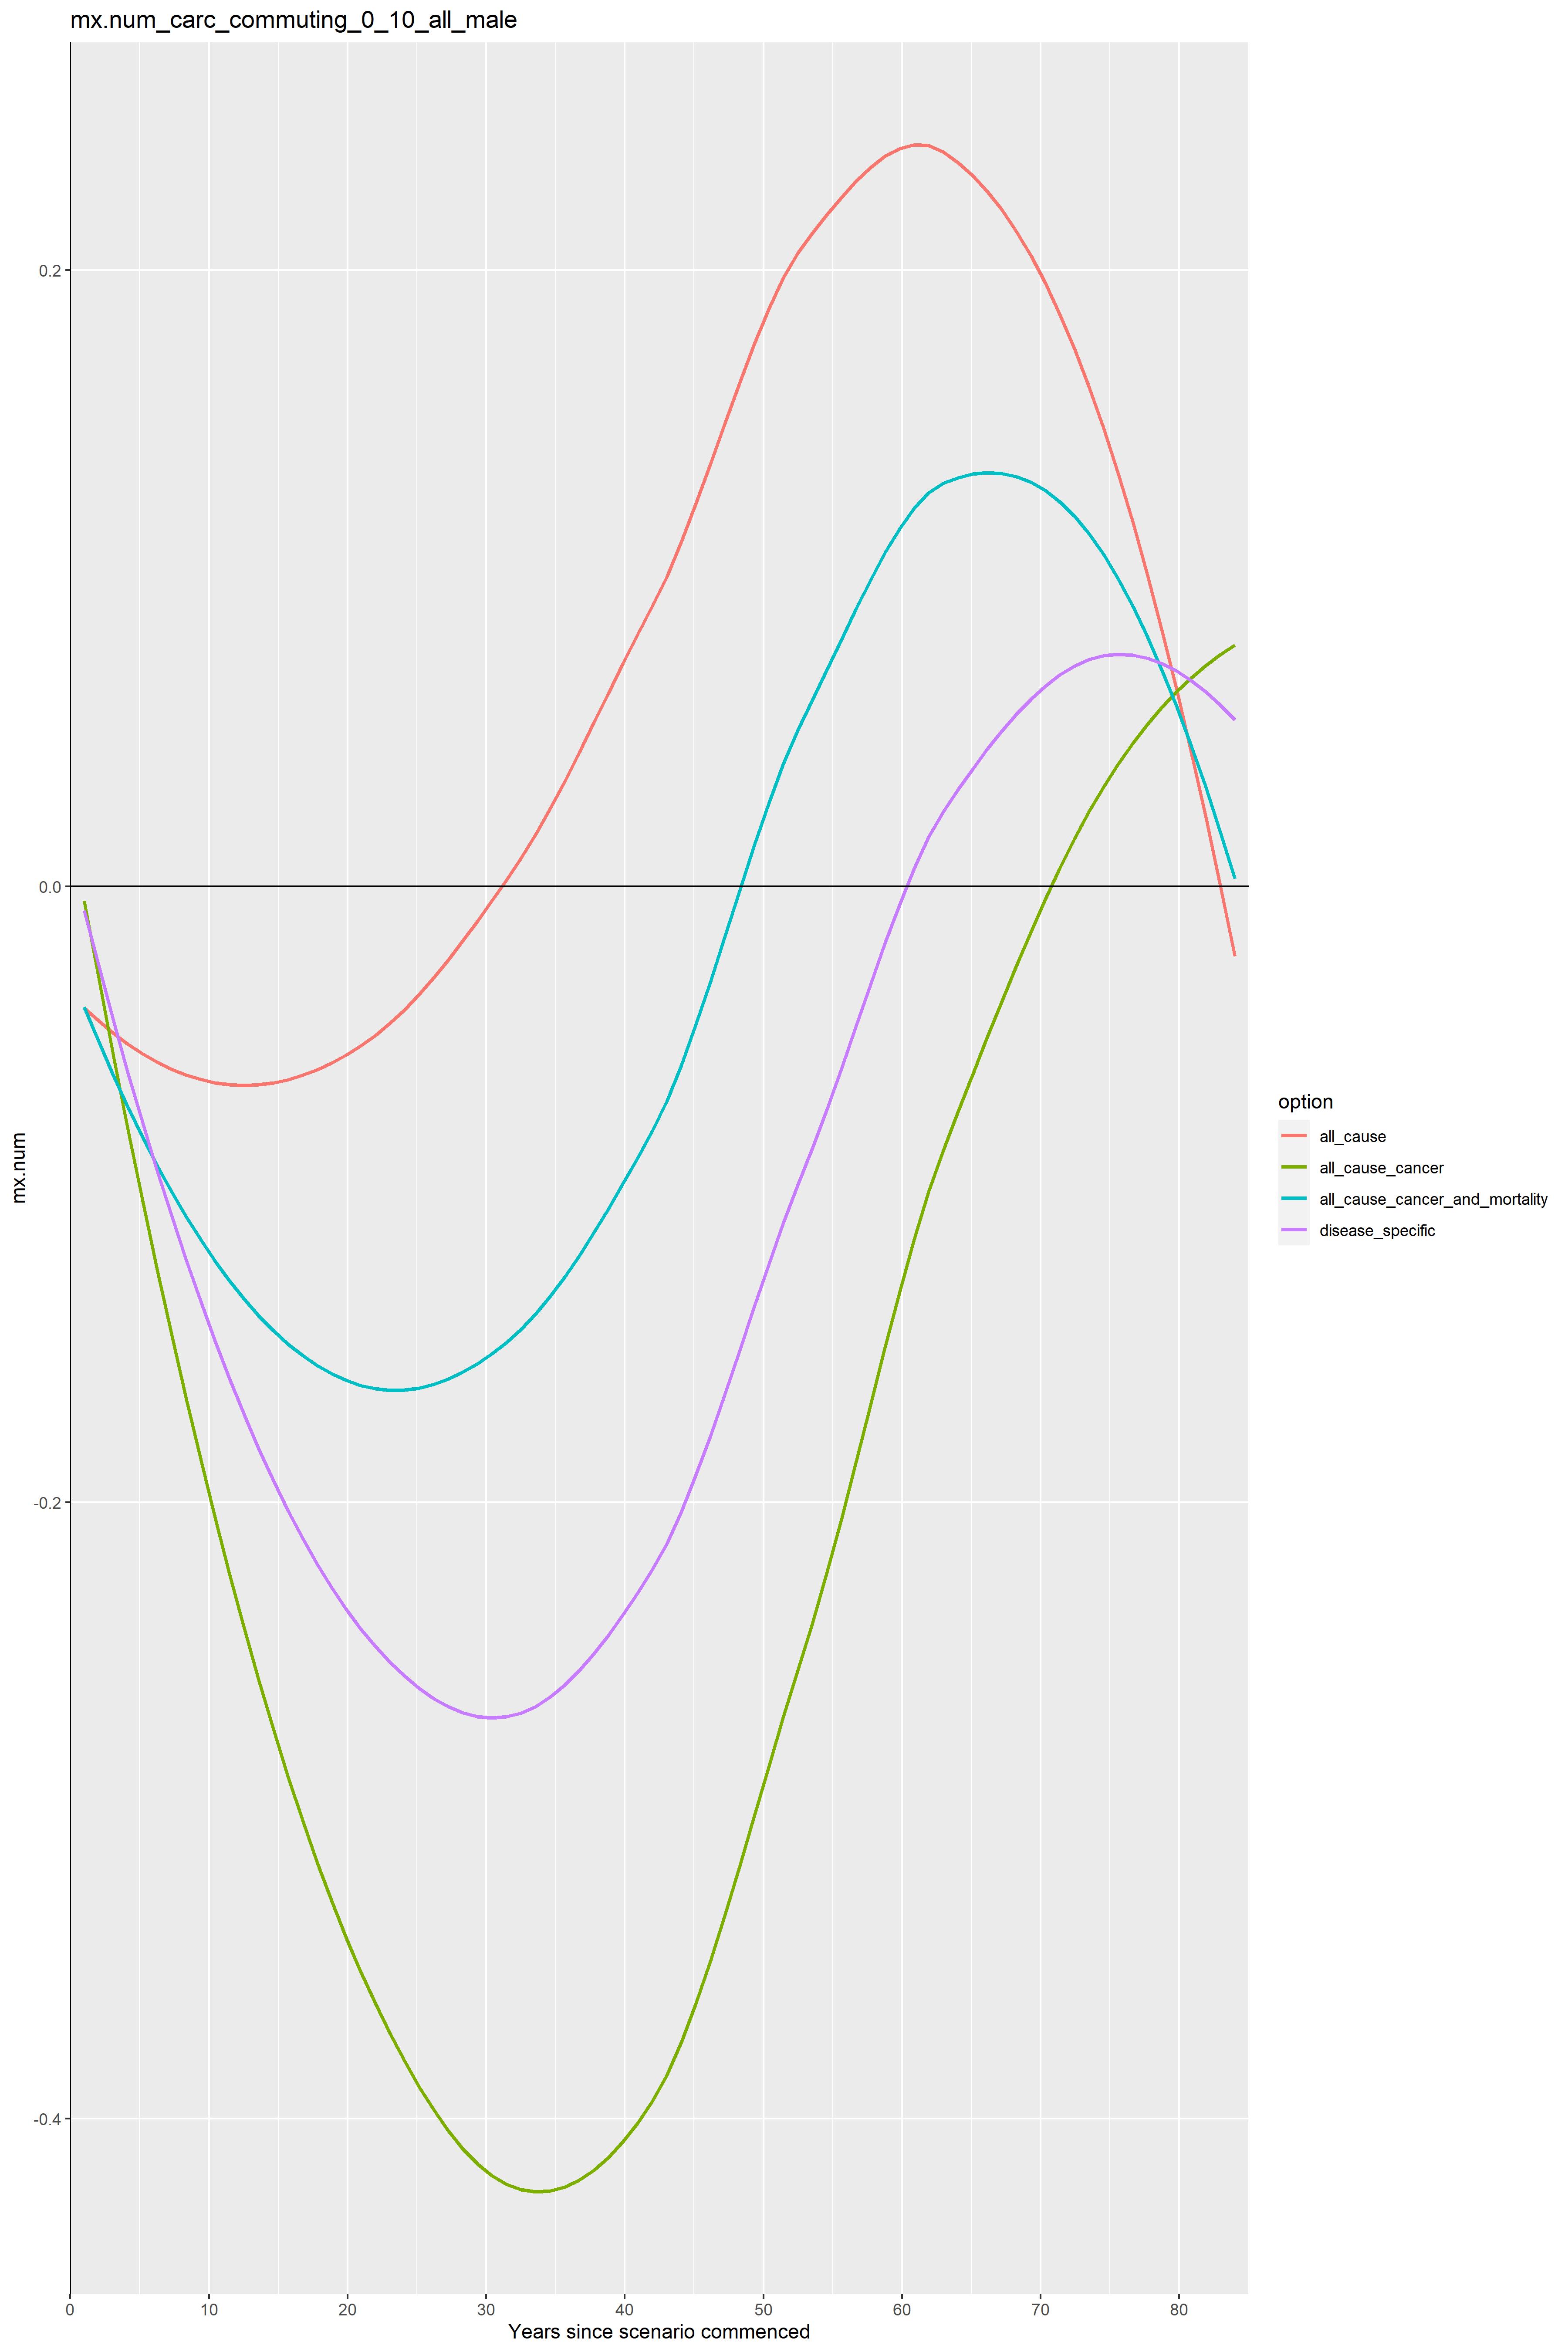 mx.num_carc_commuting_0_10_all_male
mx.num
0.2
0.0
-0.2
-0.4
0 10 20 30 40 50 60 70 80
Years since scenario commenced
option
all_cause
all_cause_cancer
all_cause_cancer_and_mortality
disease_specific